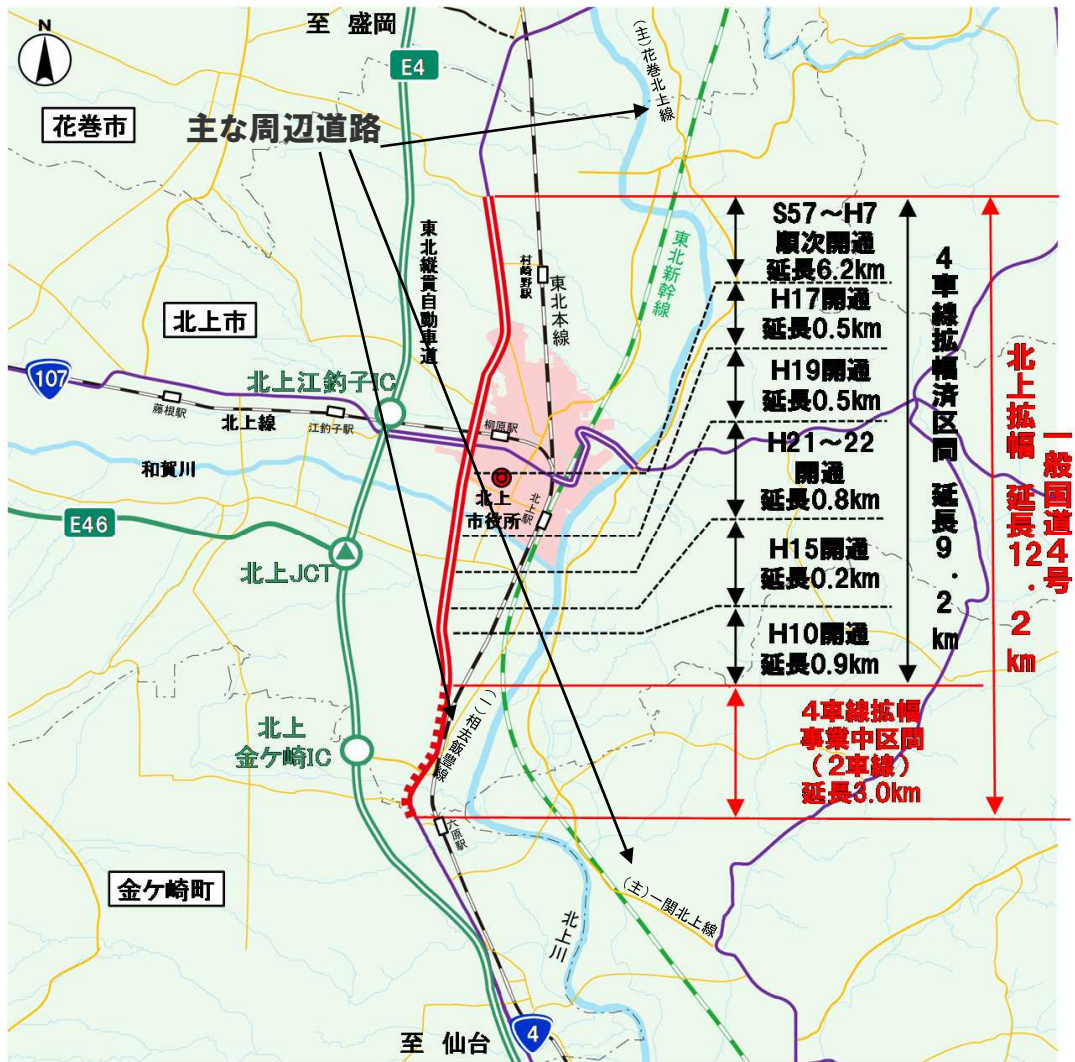 N
至 盛岡
E4
(主)花巻北上線
花巻市
主な周辺道路
東北縦貫自動車道
村崎野駅
東北本線
東北新幹線
S57～H7
順次開通
延長6.2km
H17開通
延長0.5km
H19開通
延長0.5km
H21～22
開通
延長0.8km
H15開通
延長0.2km
H10開通
延長0.9km
4車線拡幅済区間 延長9.2km
北上拡幅 延長12.2km
一般国道4号
4車線拡幅
事業中区間
(2車線)
延長3.0km
北上市
107
北上江釣子IC
藤根駅
北上線
江釣子駅
柳原駅
和賀川
北上
市役所
北上駅
E46
北上JCT
北上
金ケ崎IC
(一)相去飯豊線
六原駅
金ケ崎町
(主)一関北上線
北上川
至 仙台
4